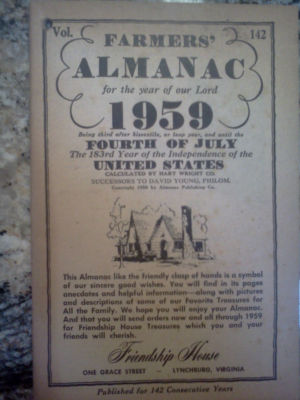 Vol.
142
FARMERS'
ALMANAC
for the year of our Lord
1959
Being third after bissextile, or leap year, and until the
FOURTH OF JULY
The 183rd Year of the Independence of the
UNITED STATES
CALCULATED BY HART WRIGHT CO.
SUCCESSORS TO DAVID YOUNG, PHILOM.
Copyright 1958 by Almanac Publishing Co.
This Almanac like the friendly clasp of hands is a symbol
of our sincere good wishes. You will find in its pages
anecdotes and helpful information—along with pictures
and descriptions of some of our Favorite Treasures for
All the Family. We hope you will enjoy your Almanac.
And that you will send orders now and all through 1959
for Friendship House Treasures which you and your
friends will cherish.
Friendship House
ONE GRACE STREET - LYNCHBURG, VIRGINIA
Published for 142 Consecutive Years